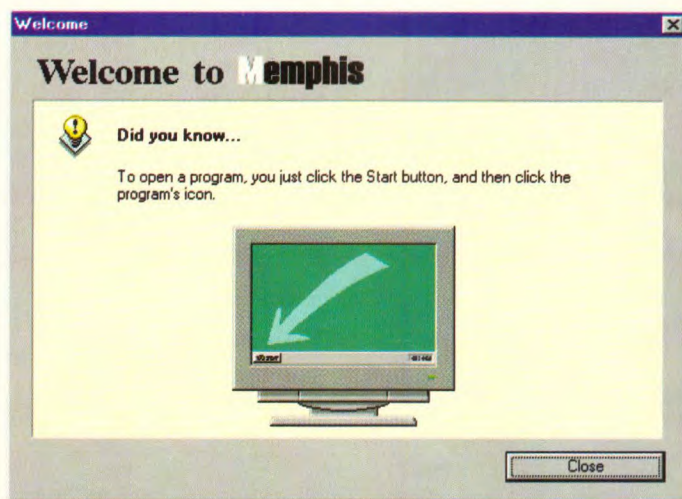 Welcome
Welcome to Memphis
Did you know...
To open a program, you just click the Start button, and then click the
program's icon.
Close